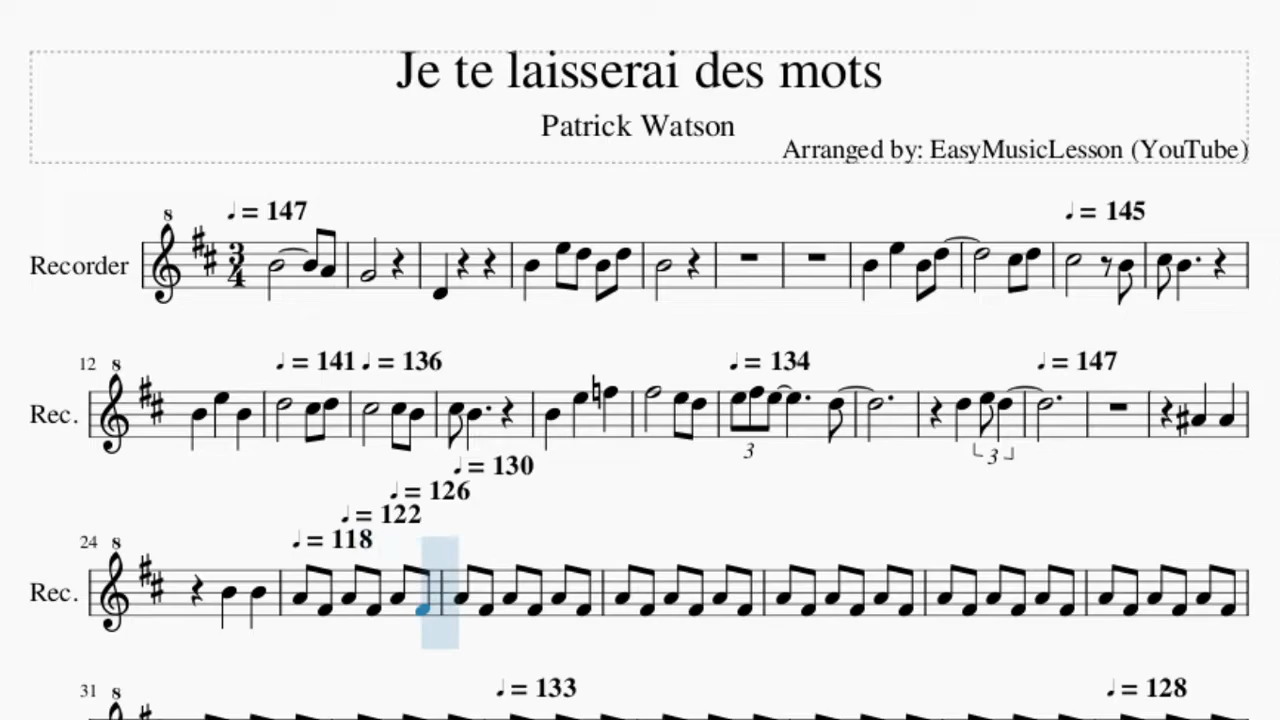 Je te laisserai des mots
Patrick Watson
Arranged by: EasyMusicLesson (YouTube)
♩ = 147
♩ = 145
8
Recorder
3
4
12
8
♩ = 141
♩ = 136
♩ = 134
♩ = 147
Rec.
3
3
♩ = 130
♩ = 126
♩ = 122
♩ = 118
24
8
Rec.
31
8
♩ = 133
♩ = 128